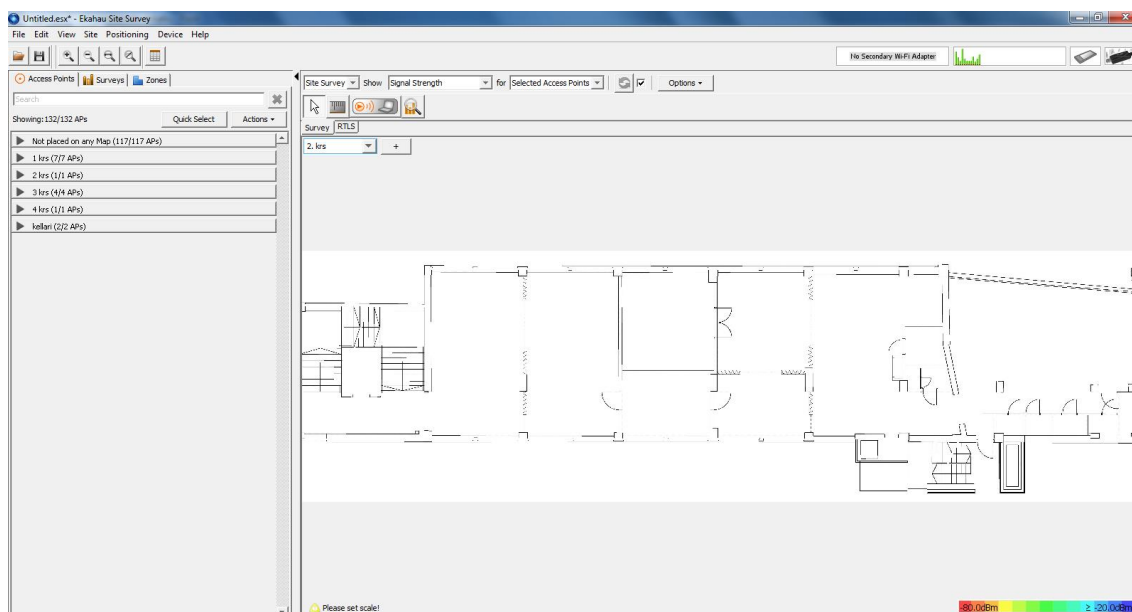 Untitled.esx* - Ekahau Site Survey
File Edit View Site Positioning Device Help
No Secondary Wi-Fi Adapter
Access Points Surveys Zones
Search
Showing:132/132 APs Quick Select Actions
Not placed on any Map (117/117 APs)
1 krs (7/7 APs)
2 krs (1/1 APs)
3 krs (4/4 APs)
4 krs (1/1 APs)
kellari (2/2 APs)
Site Survey Show Signal Strength for Selected Access Points Options
Survey RTLS
2. krs +
Please set scale!
-80.0dBm ≥ -20.0dBm